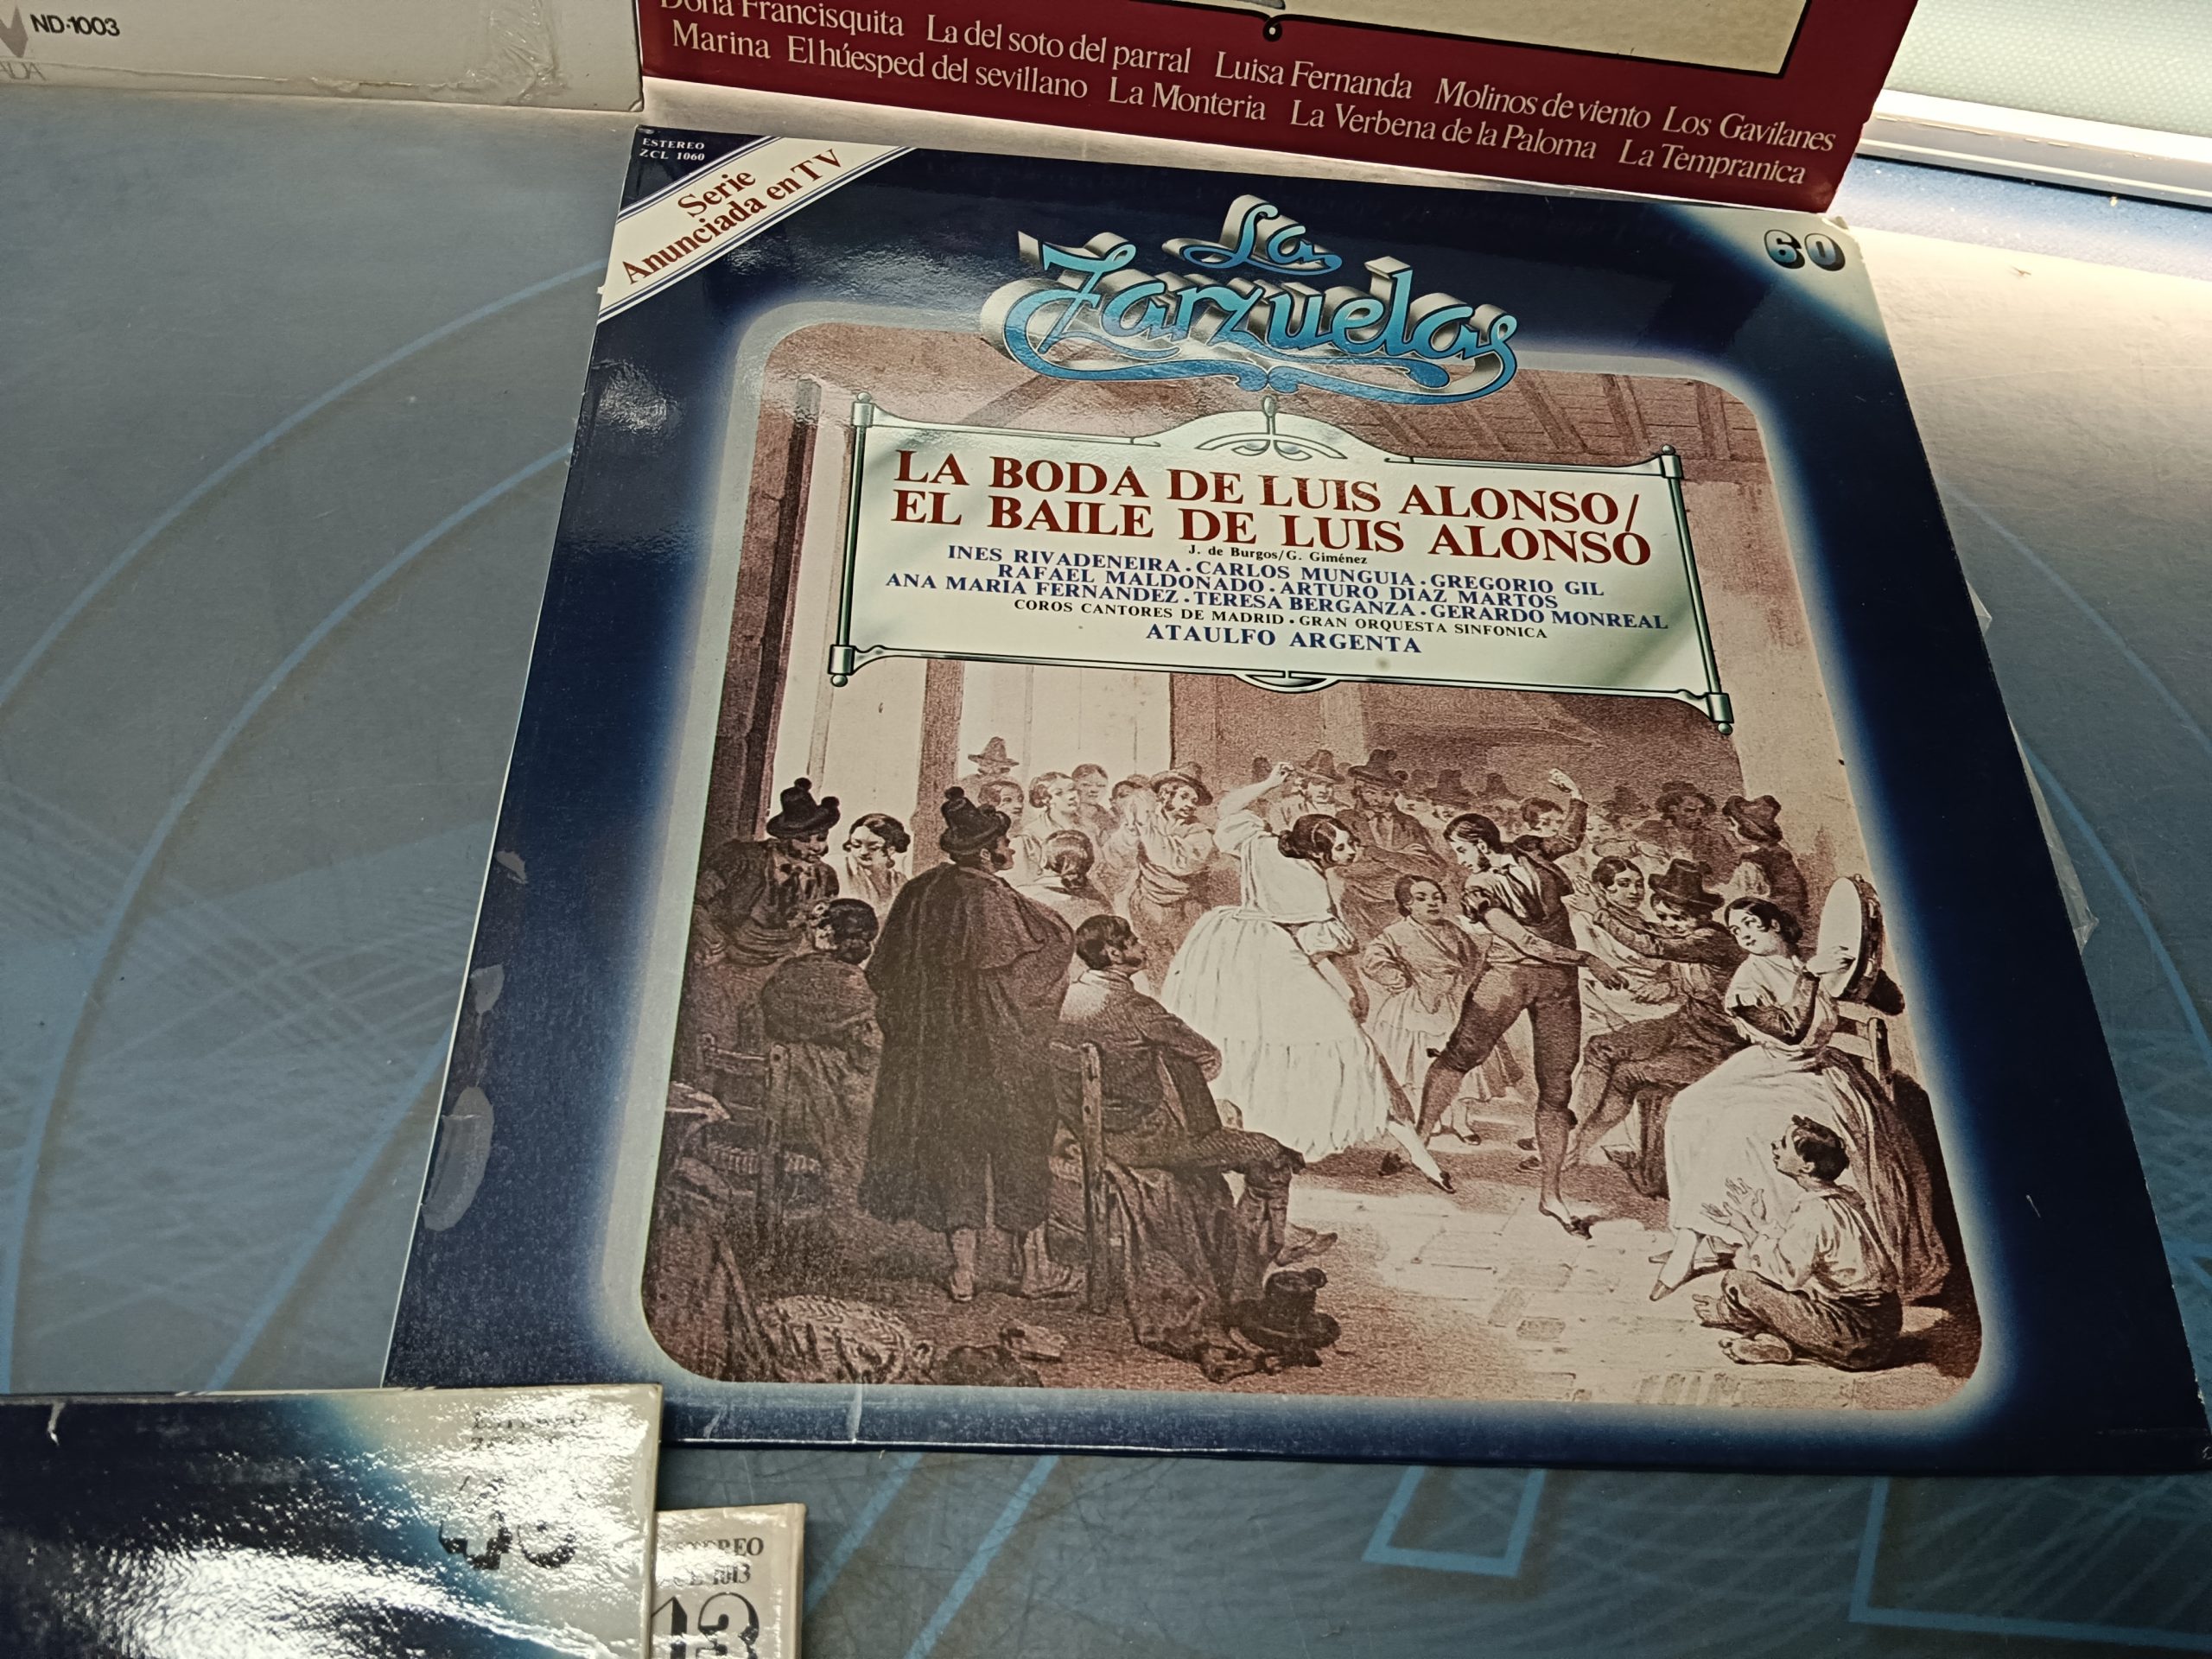 ND-1003
Doña Francisquita La del soto del parral Luisa Fernanda Molinos de viento Los Gavilanes
Marina El húesped del sevillano La Monteria La Verbena de la Paloma La Tempranica
ESTEREO
ZCL 1060
Serie
Anunciada en TV
La
Zarzuelas
60
LA BODA DE LUIS ALONSO/
EL BAILE DE LUIS ALONSO
J. de Burgos/G. Giménez
INES RIVADENEIRA · CARLOS MUNGUIA · GREGORIO GIL
RAFAEL MALDONADO · ARTURO DIAZ MARTOS
ANA MARIA FERNANDEZ · TERESA BERGANZA · GERARDO MONREAL
COROS CANTORES DE MADRID · GRAN ORQUESTA SINFONICA
ATAULFO ARGENTA
1013
13